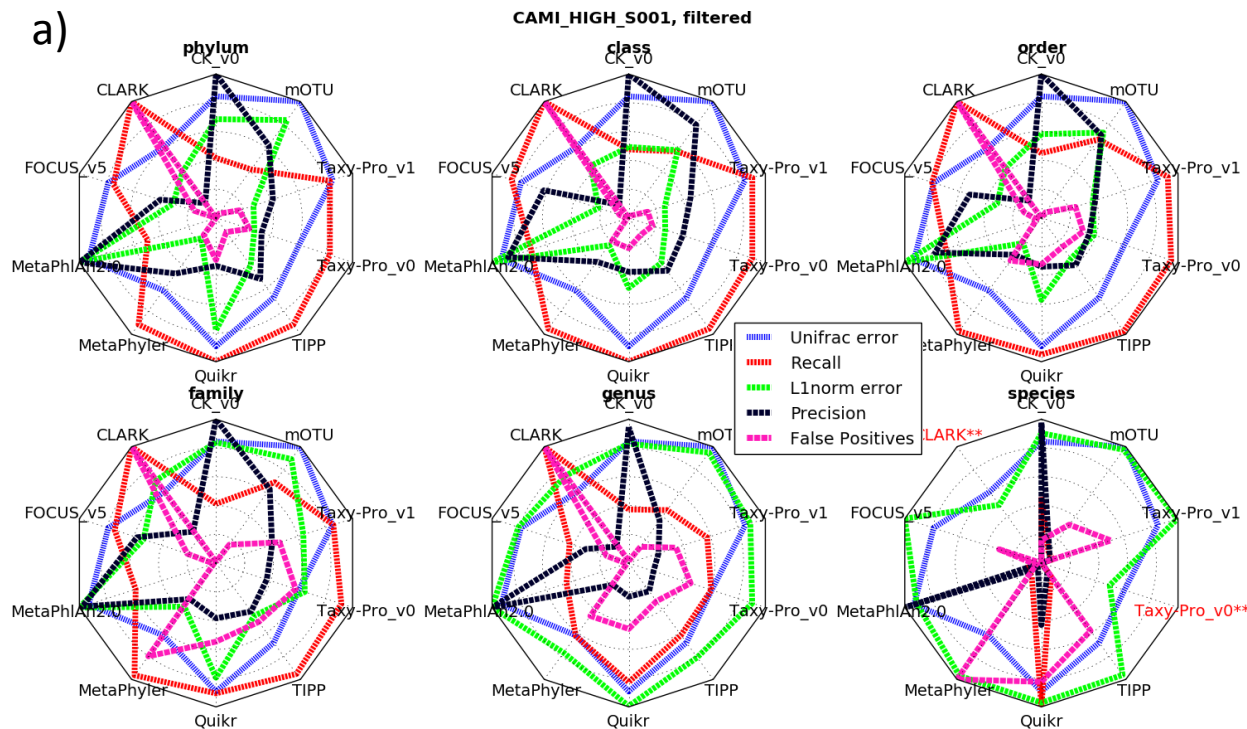 a)
CAMI_HIGH_S001, filtered
phylum
CK_v0
mOTU
Taxy-Pro_v1
Taxy-Pro_v0
TIPP
Quikr
MetaPhyler
MetaPhlAn2.0
FOCUS_v5
CLARK
class
CK_v0
mOTU
Taxy-Pro_v1
Taxy-Pro_v0
TIPP
Quikr
MetaPhyler
MetaPhlAn2.0
FOCUS_v5
CLARK
order
CK_v0
mOTU
Taxy-Pro_v1
Taxy-Pro_v0
TIPP
Quikr
MetaPhyler
MetaPhlAn2.0
FOCUS_v5
CLARK
Unifrac error
Recall
L1norm error
Precision
False Positives
family
CK_v0
mOTU
Taxy-Pro_v1
Taxy-Pro_v0
TIPP
Quikr
MetaPhyler
MetaPhlAn2.0
FOCUS_v5
CLARK
genus
CK_v0
mOTU
Taxy-Pro_v1
Taxy-Pro_v0
TIPP
Quikr
MetaPhyler
MetaPhlAn2.0
FOCUS_v5
CLARK
species
CK_v0
mOTU
Taxy-Pro_v1
Taxy-Pro_v0**
TIPP
Quikr
MetaPhyler
MetaPhlAn2.0
FOCUS_v5
CLARK**